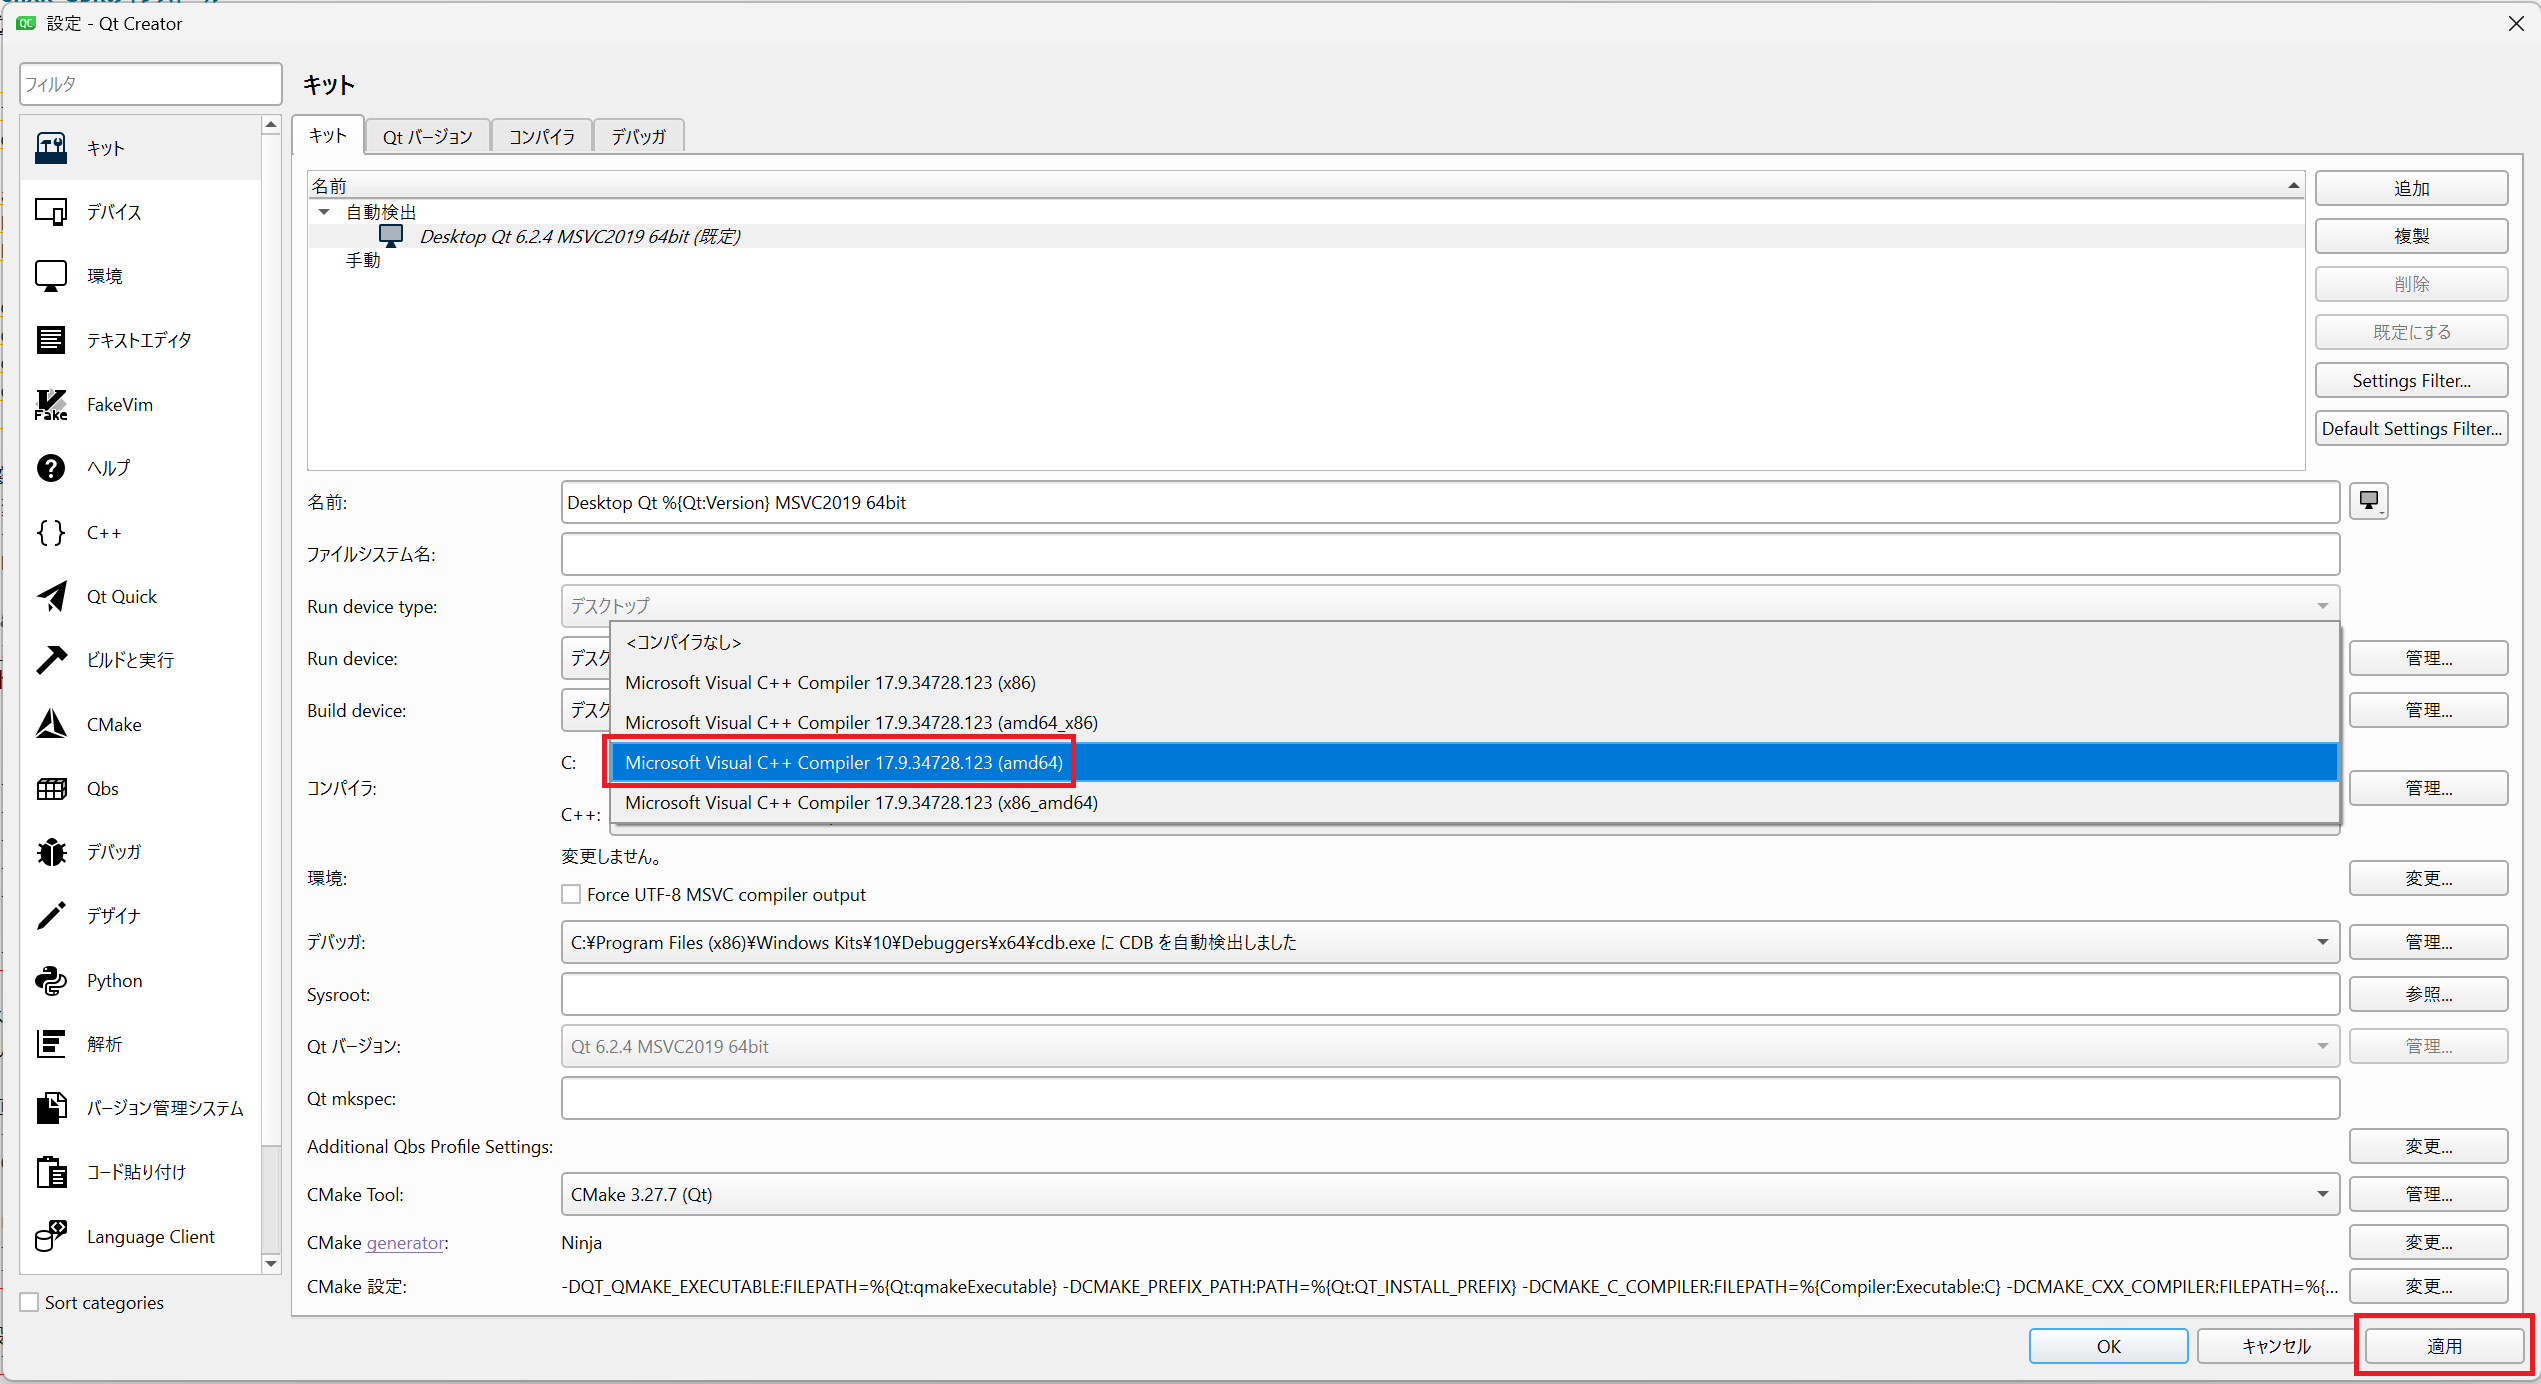 設定 - Qt Creator
フィルタ
キット
デバイス
環境
テキストエディタ
FakeVim
ヘルプ
C++
Qt Quick
ビルドと実行
CMake
Qbs
デバッガ
デザイナ
Python
解析
バージョン管理システム
コード貼り付け
Language Client
Sort categories
キット
キット Qt バージョン コンパイラ デバッガ
名前
自動検出
Desktop Qt 6.2.4 MSVC2019 64bit (既定)
手動
追加
複製
削除
既定にする
Settings Filter...
Default Settings Filter...
名前: Desktop Qt %{Qt:Version} MSVC2019 64bit
ファイルシステム名:
Run device type: デスクトップ
<コンパイラなし>
Run device: デスク 管理...
Microsoft Visual C++ Compiler 17.9.34728.123 (x86)
Build device: デスク 管理...
Microsoft Visual C++ Compiler 17.9.34728.123 (amd64_x86)
コンパイラ: 管理...
C: Microsoft Visual C++ Compiler 17.9.34728.123 (amd64)
Microsoft Visual C++ Compiler 17.9.34728.123 (x86_amd64)
C++:
環境: 変更しません。 変更...
Force UTF-8 MSVC compiler output
デバッガ: C:¥Program Files (x86)¥Windows Kits¥10¥Debuggers¥x64¥cdb.exe に CDB を自動検出しました 管理...
Sysroot: 参照...
Qt バージョン: Qt 6.2.4 MSVC2019 64bit 管理...
Qt mkspec:
Additional Qbs Profile Settings: 変更...
CMake Tool: CMake 3.27.7 (Qt) 管理...
CMake generator: Ninja 変更...
CMake 設定: -DQT_QMAKE_EXECUTABLE:FILEPATH=%{Qt:qmakeExecutable} -DCMAKE_PREFIX_PATH:PATH=%{Qt:QT_INSTALL_PREFIX} -DCMAKE_C_COMPILER:FILEPATH=%{Compiler:Executable:C} -DCMAKE_CXX_COMPILER:FILEPATH=%{... 変更...
OK キャンセル 適用